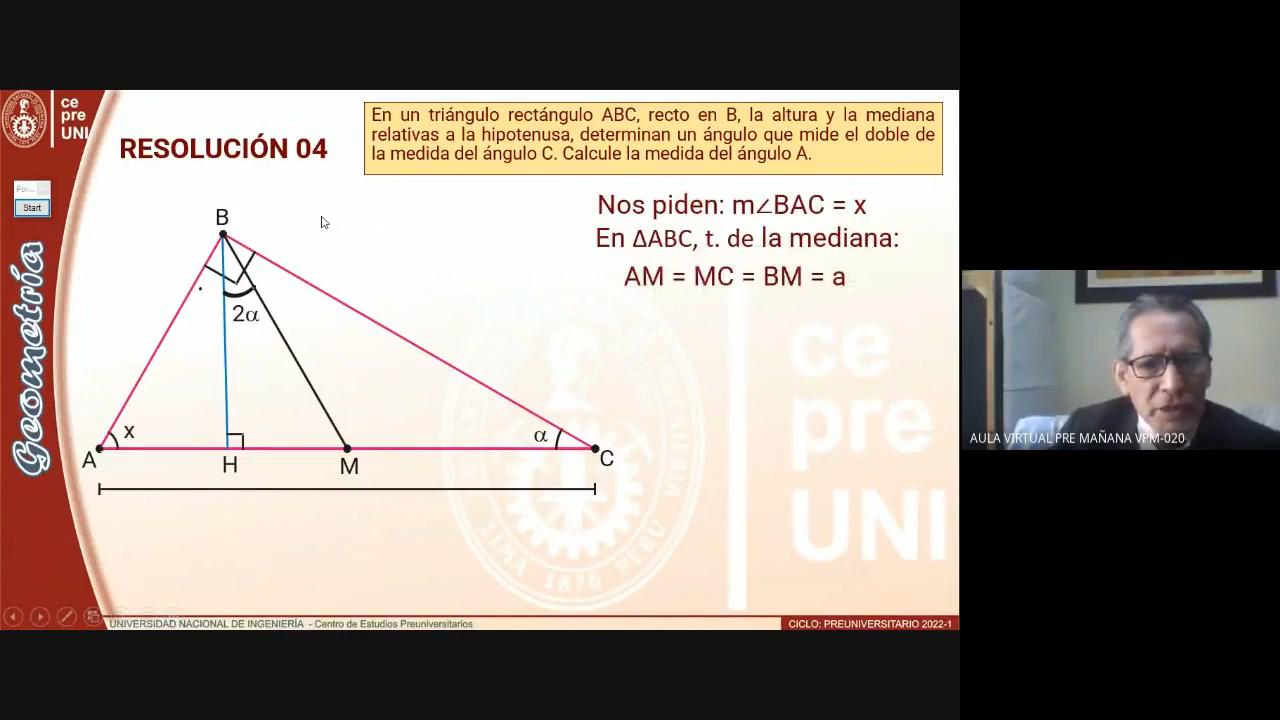 ce
pre
UNI
RESOLUCIÓN 04
En un triángulo rectángulo ABC, recto en B, la altura y la mediana
relativas a la hipotenusa, determinan un ángulo que mide el doble de
la medida del ángulo C. Calcule la medida del ángulo A.
Start
Geometría
Nos piden: m∠BAC = x
En ΔABC, t. de la mediana:
AM = MC = BM = a
B
2α
x
α
A
H
M
C
ce
pre
UNI
LIMA 1876 PERU
AULA VIRTUAL PRE MAÑANA VPM-020
UNIVERSIDAD NACIONAL DE INGENIERÍA - Centro de Estudios Preuniversitarios
CICLO: PREUNIVERSITARIO 2022-1